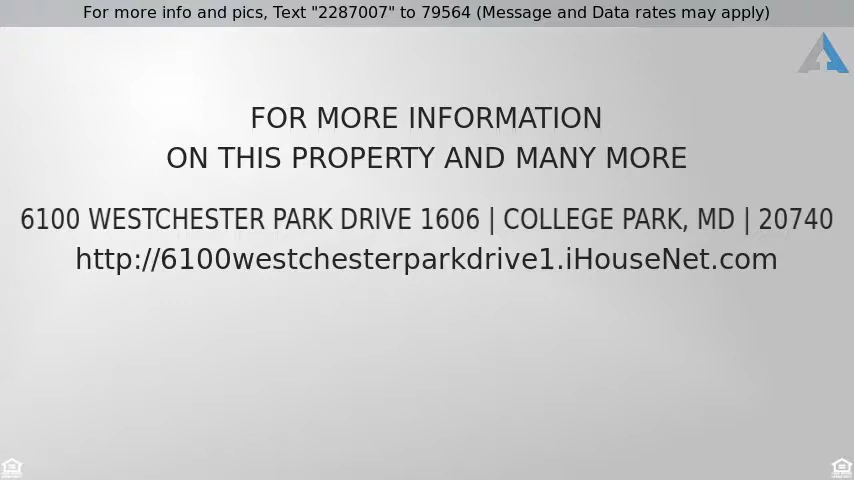 For more info and pics, Text "2287007" to 79564 (Message and Data rates may apply)
FOR MORE INFORMATION
ON THIS PROPERTY AND MANY MORE
6100 WESTCHESTER PARK DRIVE 1606 | COLLEGE PARK, MD | 20740
http://6100westchesterparkdrive1.iHouseNet.com